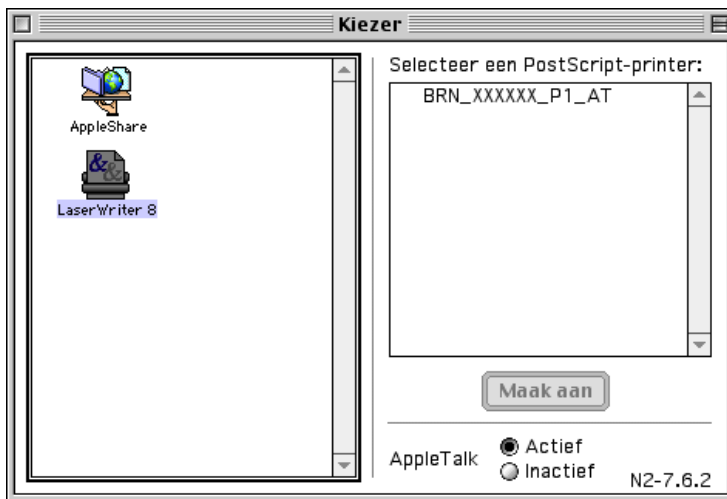 Kiezer
AppleShare
LaserWriter 8
Selecteer een PostScript-printer:
BRN_XXXXXX_P1_AT
Maak aan
AppleTalk
Actief
Inactief
N2-7.6.2